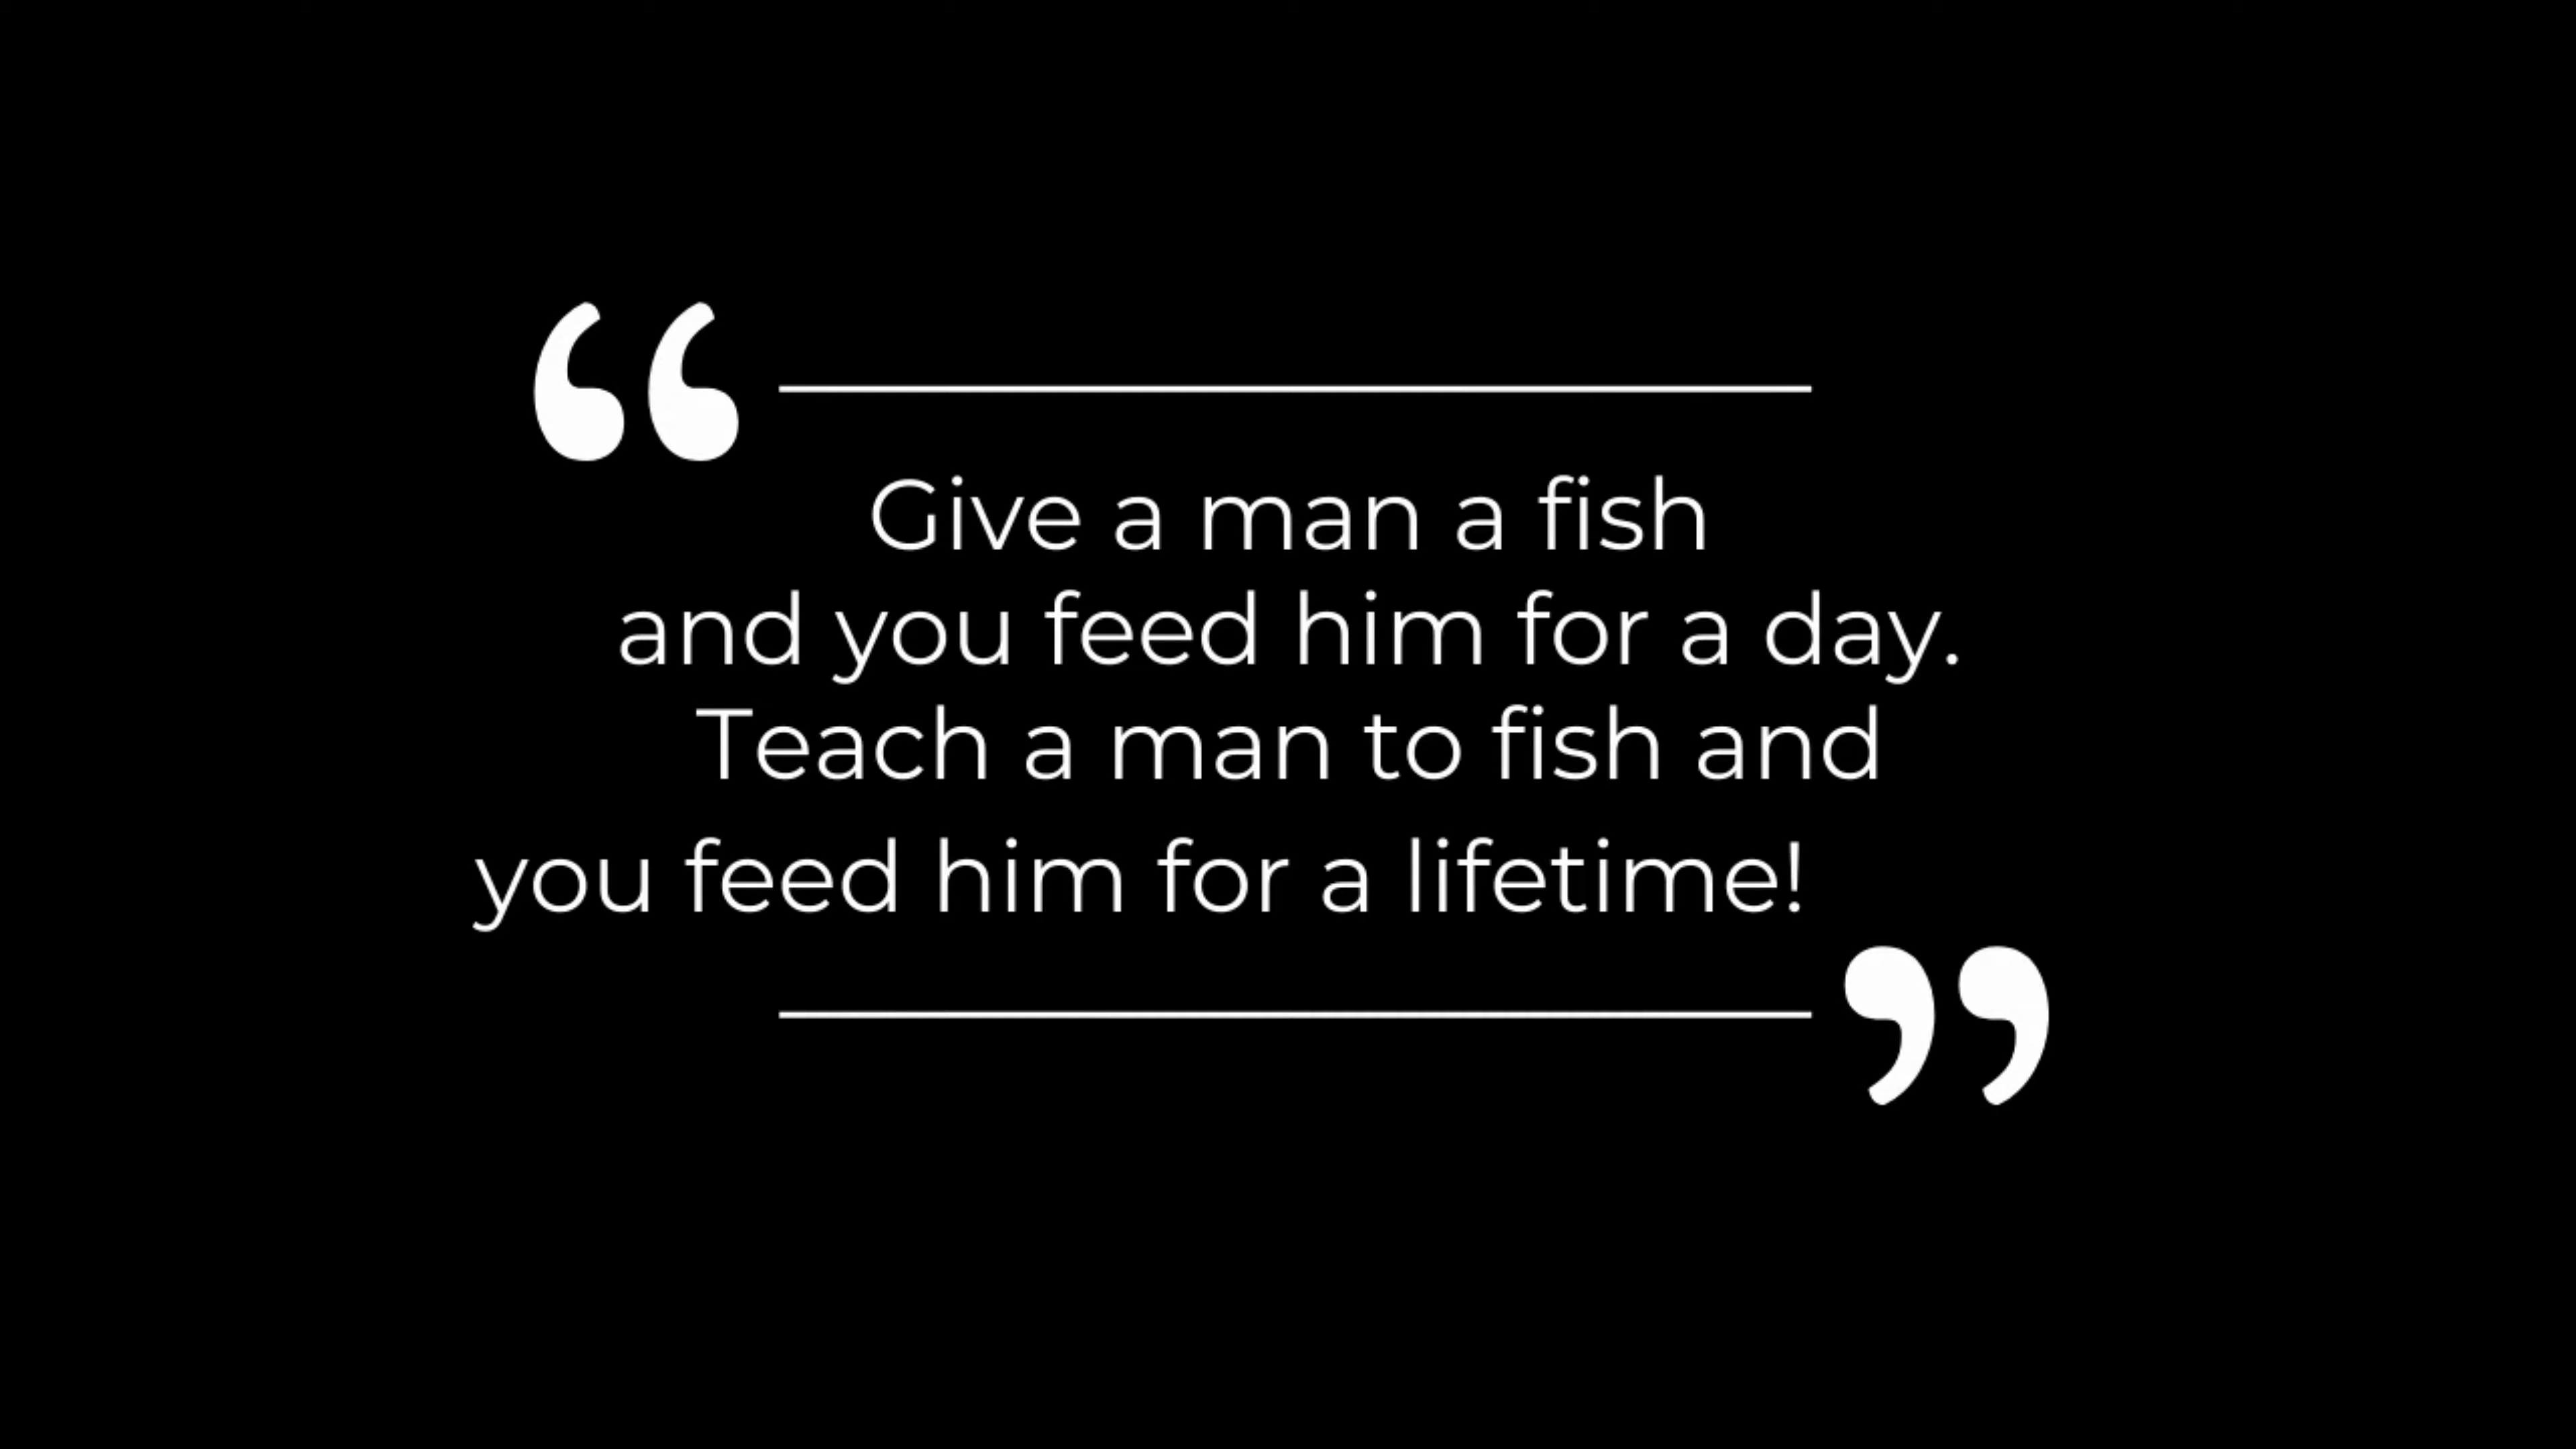 “
Give a man a fish
and you feed him for a day.
Teach a man to fish and
you feed him for a lifetime!
”